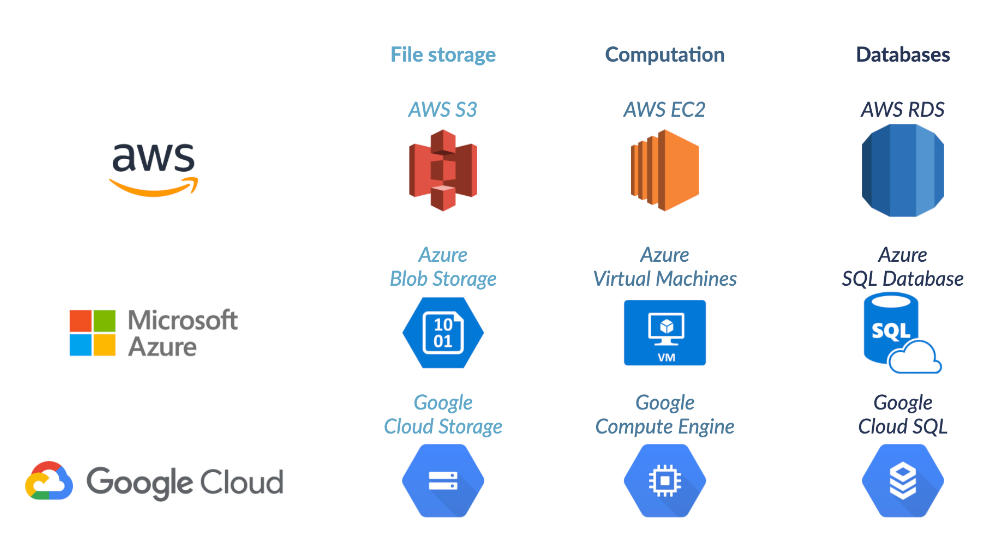 File storage Computation Databases
AWS S3 AWS EC2 AWS RDS
aws
Azure Azure Azure
Blob Storage Virtual Machines SQL Database
Microsoft
Azure
10
01
VM
SQL
Google Google Google
Cloud Storage Compute Engine Cloud SQL
Google Cloud